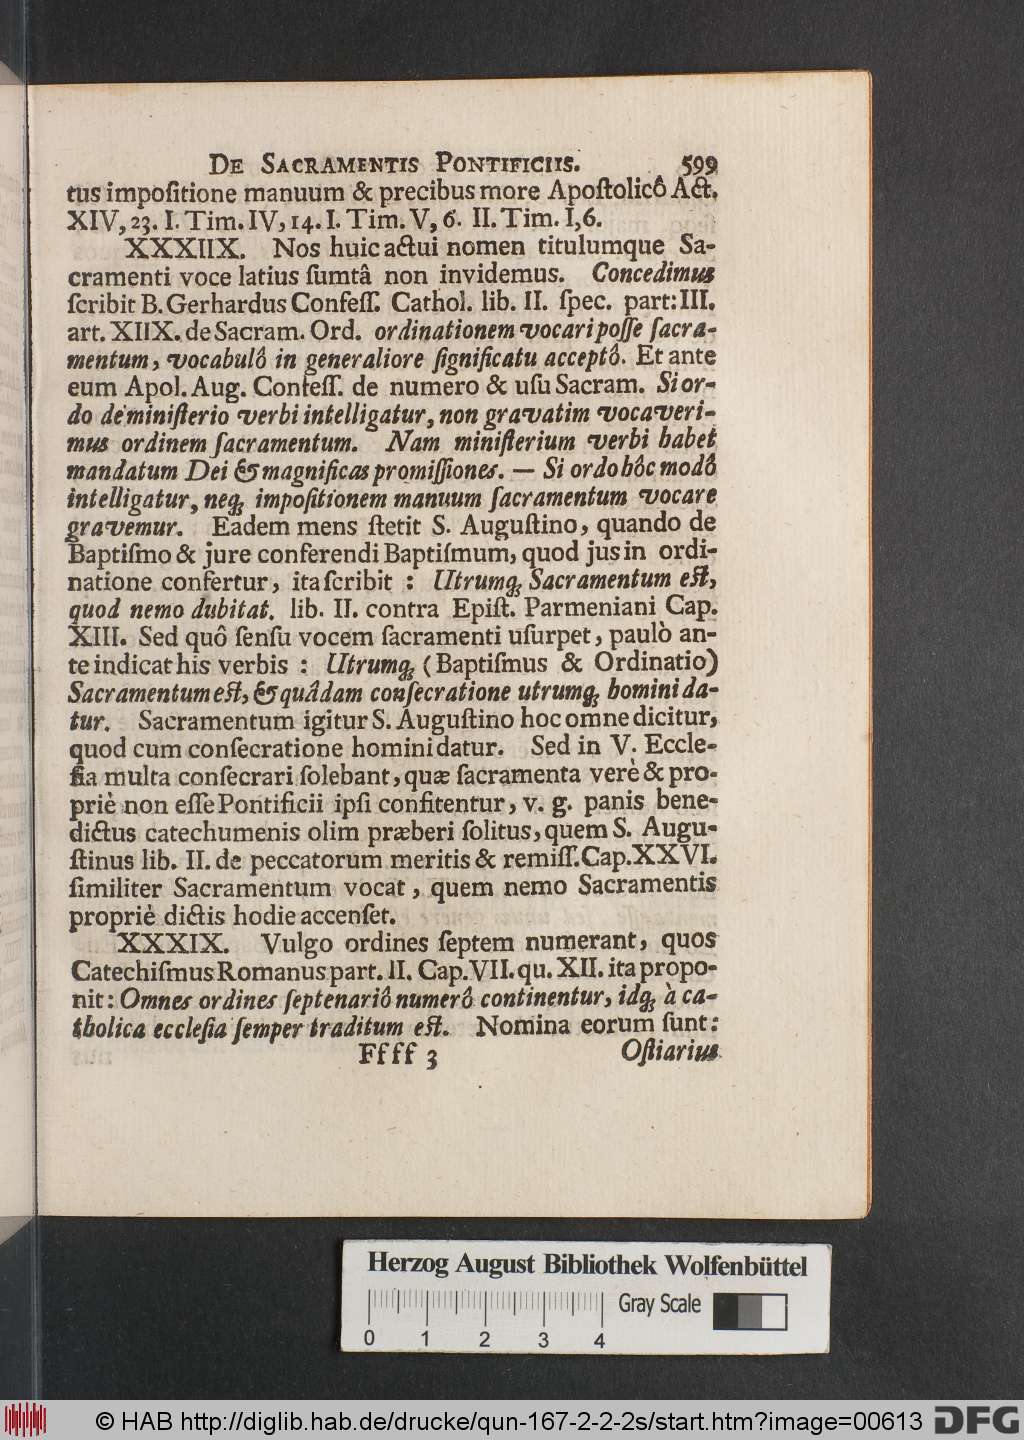 De Sacramentis Pontificiis. 599
tus impoſitione manuum & precibus more Apoſtolicô Act.
XIV, 23. I. Tim. IV, 14. I. Tim. V, 6. II. Tim. I, 6.
XXXIIX. Nos huic actui nomen titulumque Sa-
cramenti voce latius ſumtâ non invidemus. Concedimus
ſcribit B. Gerhardus Confeſſ. Cathol. lib. II. ſpec. part: III.
art. XIIX. de Sacram. Ord. ordinationem vocari poſſe ſacra-
mentum, vocabulô in generaliore ſignificatu acceptô. Et ante
eum Apol. Aug. Confeſſ. de numero & uſu Sacram. Si or-
do de miniſterio verbi intelligatur, non gravatim vocaveri-
mus ordinem ſacramentum. Nam miniſterium verbi habet
mandatum Dei & magnificas promiſſiones. — Si ordo hôc modô
intelligatur, neq; impoſitionem manuum ſacramentum vocare
gravemur. Eadem mens ſtetit S. Auguſtino, quando de
Baptiſmo & jure conferendi Baptiſmum, quod jus in ordi-
natione confertur, ita ſcribit : Utrumq; Sacramentum eſt,
quod nemo dubitat. lib. II. contra Epiſt. Parmeniani Cap.
XIII. Sed quô ſenſu vocem ſacramenti uſurpet, paulò an-
te indicat his verbis : Utrumq; (Baptiſmus & Ordinatio)
Sacramentum eſt, & quâdam conſecratione utrumq; homini da-
tur. Sacramentum igitur S. Auguſtino hoc omne dicitur,
quod cum conſecratione homini datur. Sed in V. Eccle-
ſia multa conſecrari ſolebant, quæ ſacramenta verè & pro-
priè non eſſe Pontificii ipſi confitentur, v. g. panis bene-
dictus catechumenis olim præberi ſolitus, quem S. Augu-
ſtinus lib. II. de peccatorum meritis & remiſſ. Cap. XXVI.
ſimiliter Sacramentum vocat, quem nemo Sacramentis
propriè dictis hodie accenſet.
XXXIX. Vulgo ordines ſeptem numerant, quos
Catechiſmus Romanus part. II. Cap. VII. qu. XII. ita propo-
nit: Omnes ordines ſeptenariô numerô continentur, idq; à ca-
tholica eccleſia ſemper traditum eſt. Nomina eorum ſunt:
Ffff 3 Oſtiarius
Herzog August Bibliothek Wolfenbüttel
Gray Scale
0 1 2 3 4
© HAB http://diglib.hab.de/drucke/qun-167-2-2-2s/start.htm?image=00613 DFG